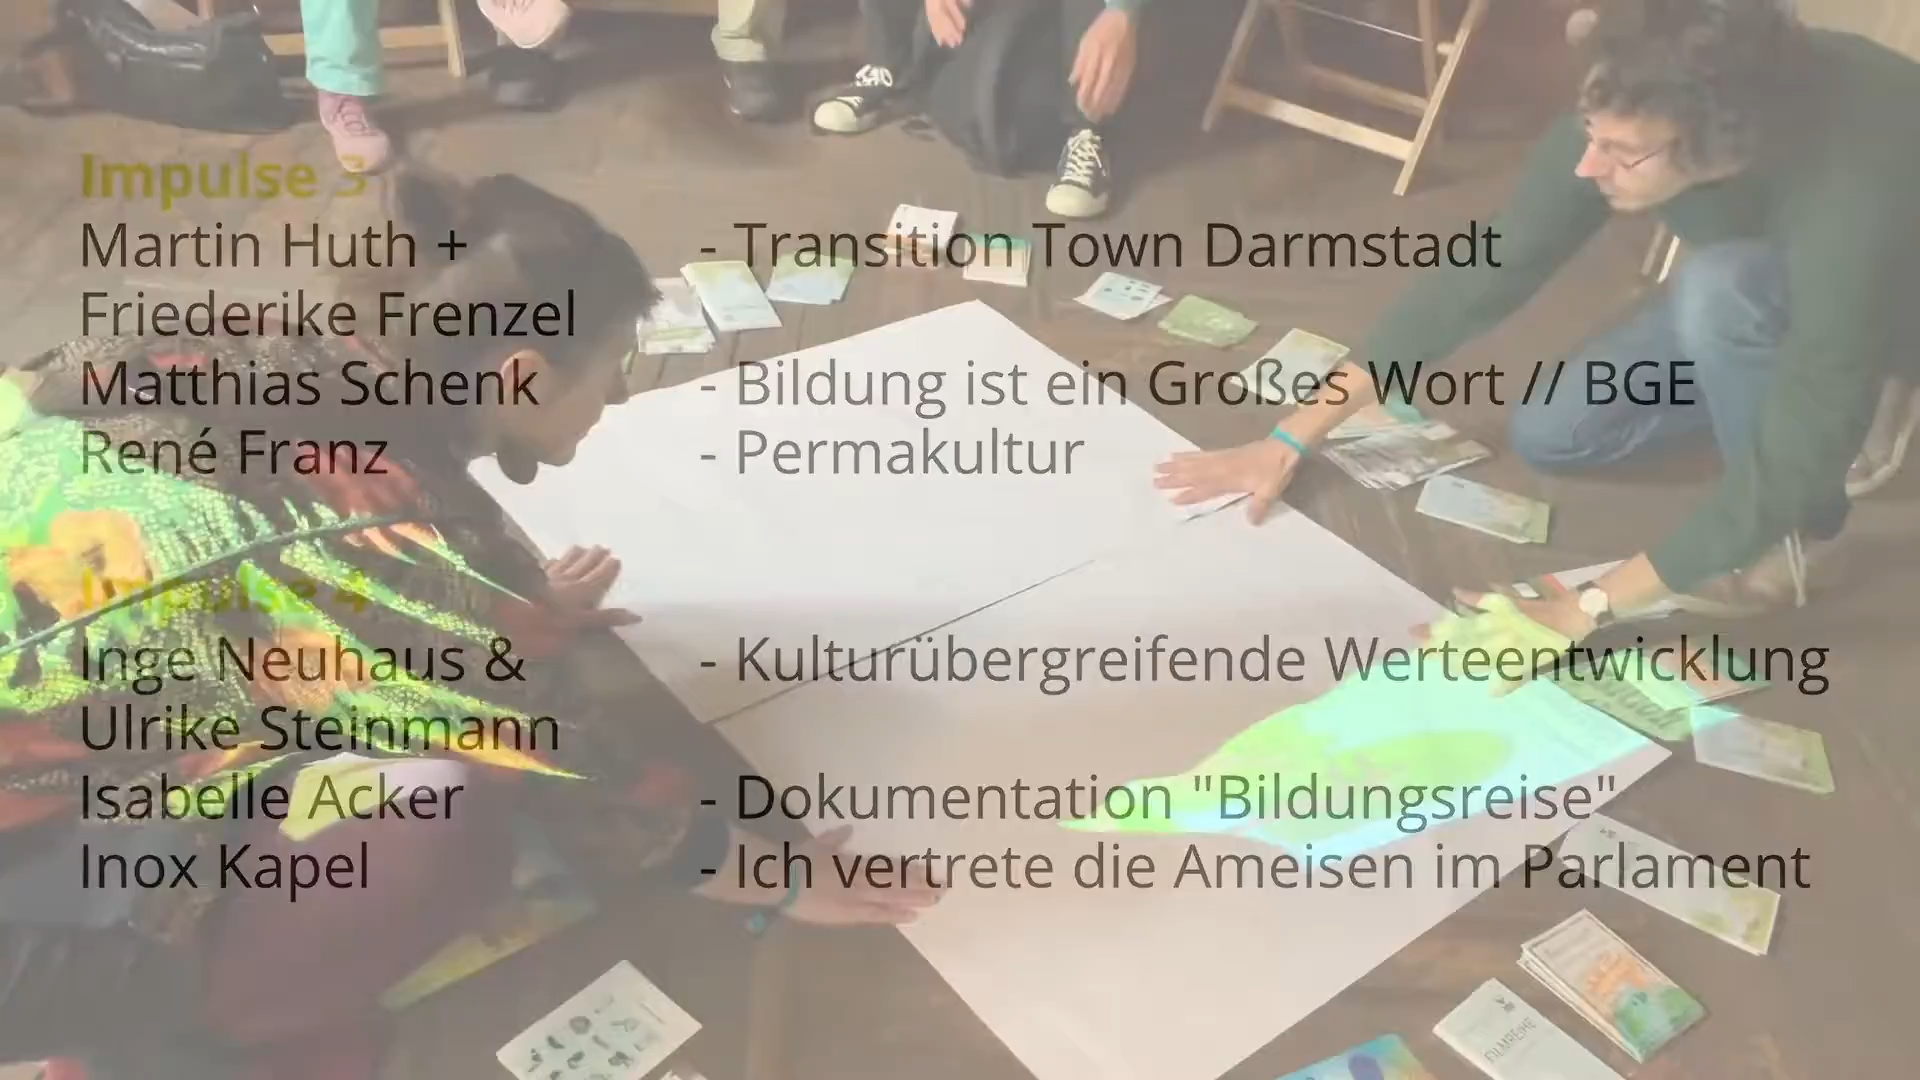 Impulse 3
Martin Huth + - Transition Town Darmstadt
Friederike Frenzel
Matthias Schenk - Bildung ist ein Großes Wort // BGE
René Franz - Permakultur
Impulse 4
Inge Neuhaus & - Kulturübergreifende Werteentwicklung
Ulrike Steinmann
Isabelle Acker - Dokumentation "Bildungsreise"
Inox Kapel - Ich vertrete die Ameisen im Parlament
FILMREIHE